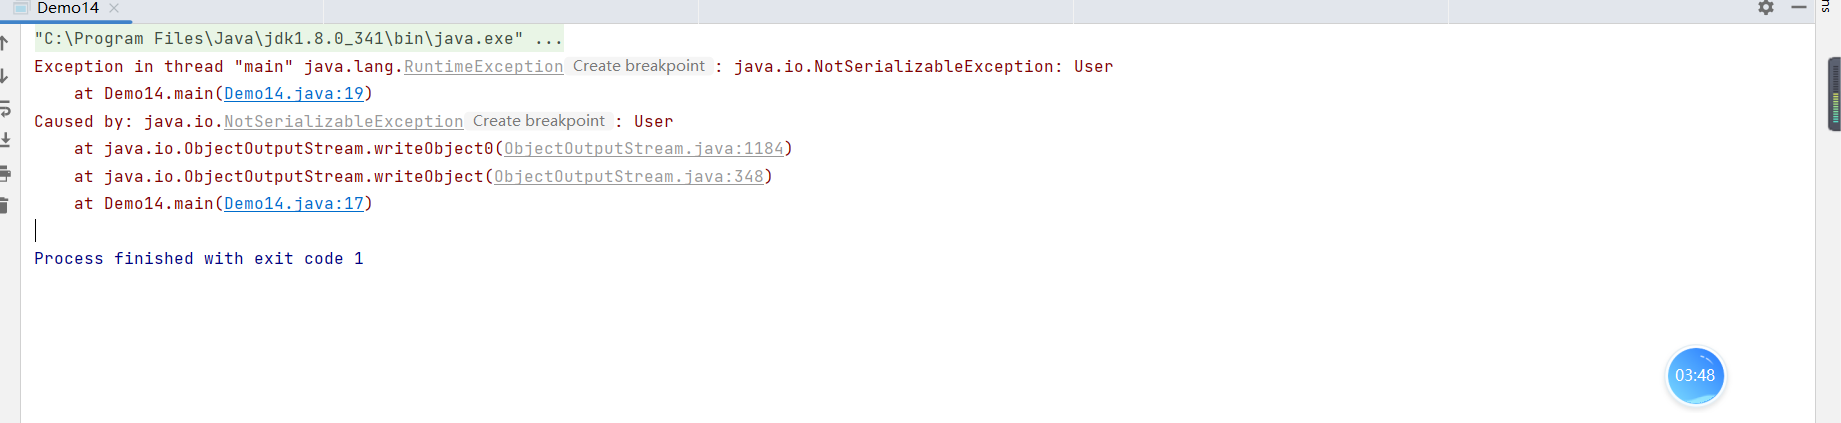 Demo14
ns
"C:\Program Files\Java\jdk1.8.0_341\bin\java.exe" ...
Exception in thread "main" java.lang.RuntimeException Create breakpoint : java.io.NotSerializableException: User
at Demo14.main(Demo14.java:19)
Caused by: java.io.NotSerializableException Create breakpoint : User
at java.io.ObjectOutputStream.writeObject0(ObjectOutputStream.java:1184)
at java.io.ObjectOutputStream.writeObject(ObjectOutputStream.java:348)
at Demo14.main(Demo14.java:17)
Process finished with exit code 1
03:48